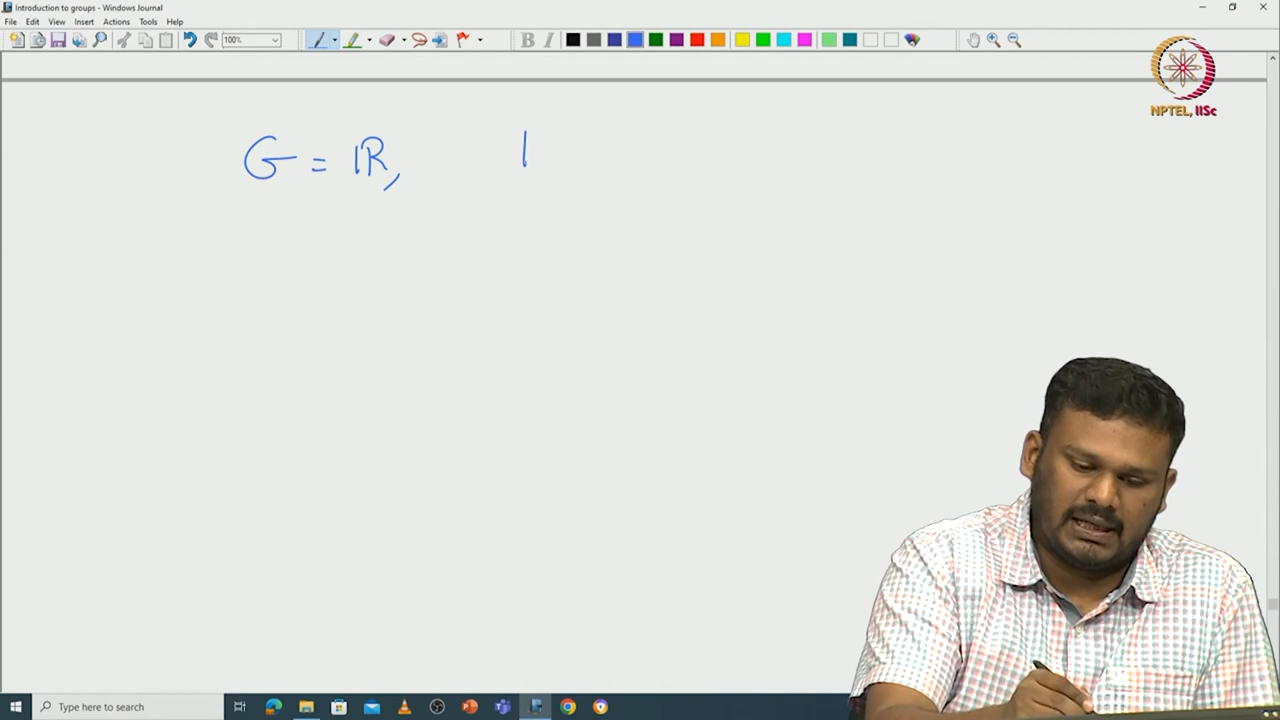 Introduction to groups - Windows Journal
File Edit View Insert Actions Tools Help
100%
B I
NPTEL, IISc
G = ℝ, |
Type here to search